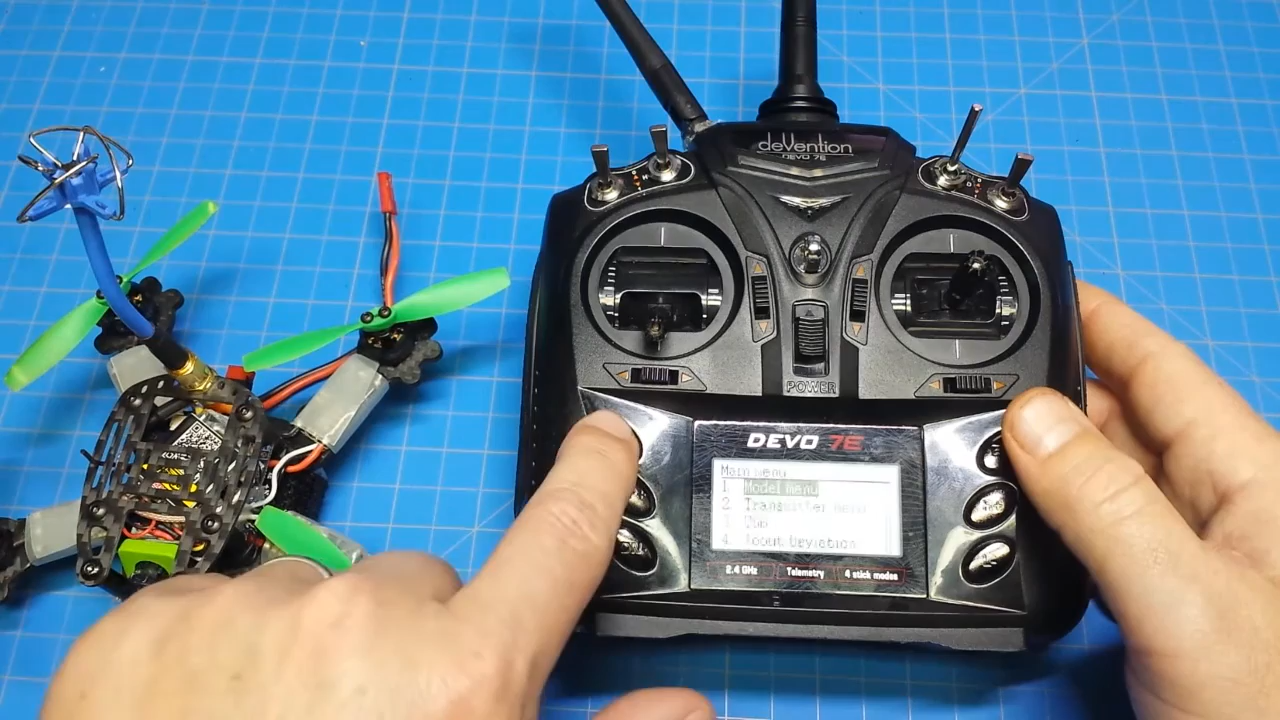 deVention
DEVO 7E
POWER
DEVO 7E
Main menu
1. Model menu
2. Transmitter menu
3.
4. About Deviation
2.4 GHz
Telemetry
4 stick modes